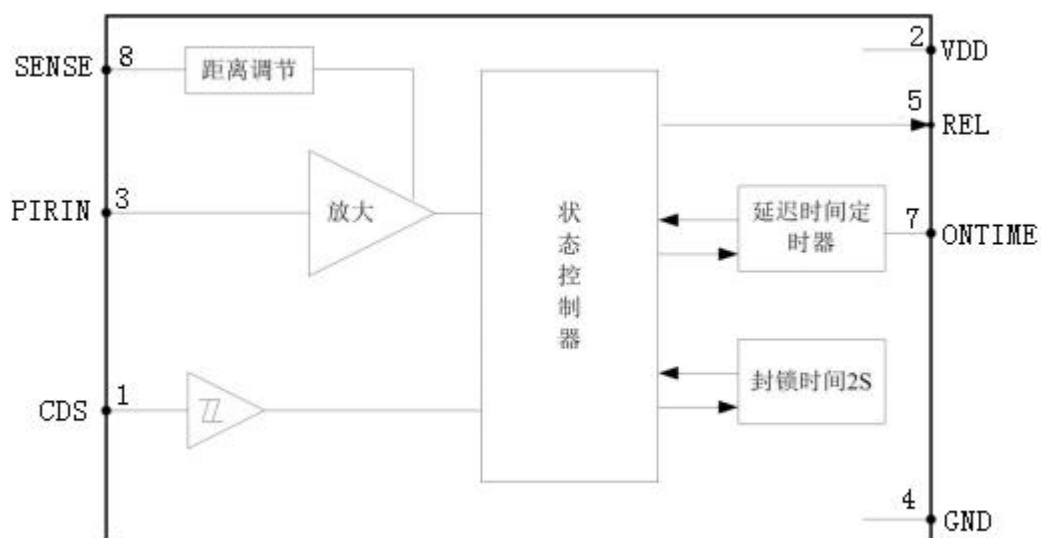 SENSE
8
距离调节
2
VDD
5
REL
PIRIN
3
放大
状
态
控
制
器
延迟时间定
时器
7
ONTIME
CDS
1
封锁时间2S
4
GND